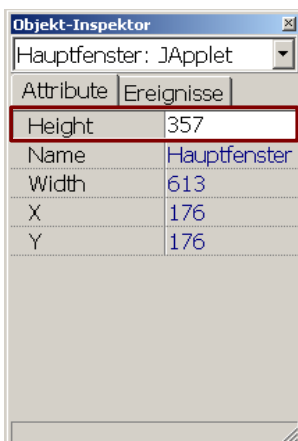 Objekt-Inspektor
Hauptfenster: JApplet
Attribute Ereignisse
Height 357
Name Hauptfenster
Width 613
X 176
Y 176